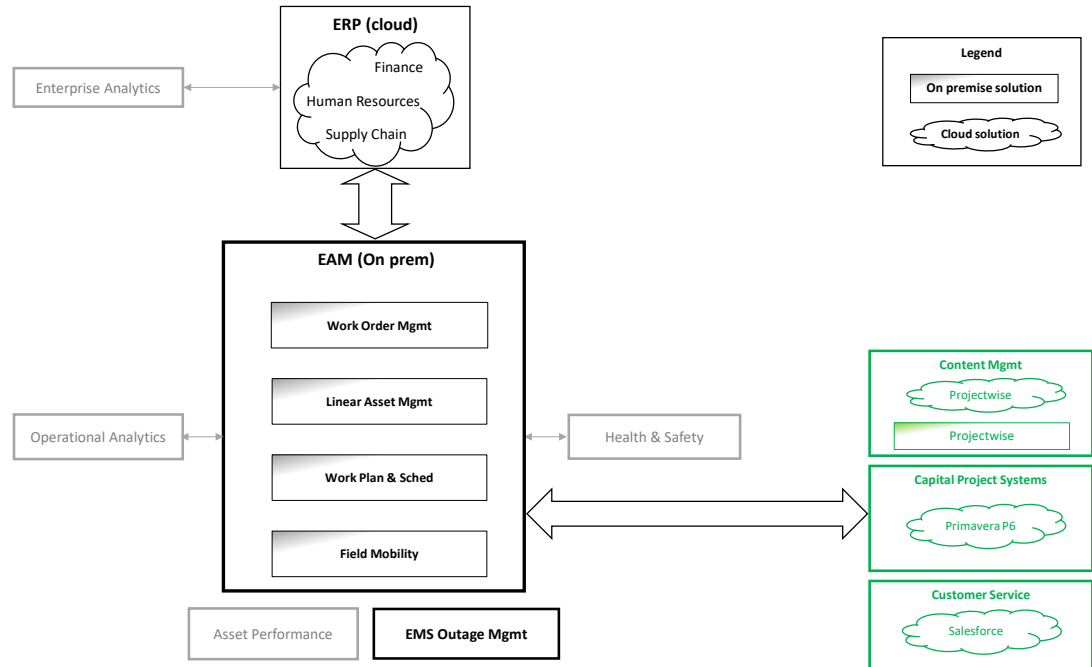 ERP (cloud)
Finance
Human Resources
Supply Chain
Enterprise Analytics
Legend
On premise solution
Cloud solution
EAM (On prem)
Work Order Mgmt
Linear Asset Mgmt
Work Plan & Sched
Field Mobility
Operational Analytics
Health & Safety
Content Mgmt
Projectwise
Projectwise
Capital Project Systems
Primavera P6
Customer Service
Salesforce
Asset Performance
EMS Outage Mgmt